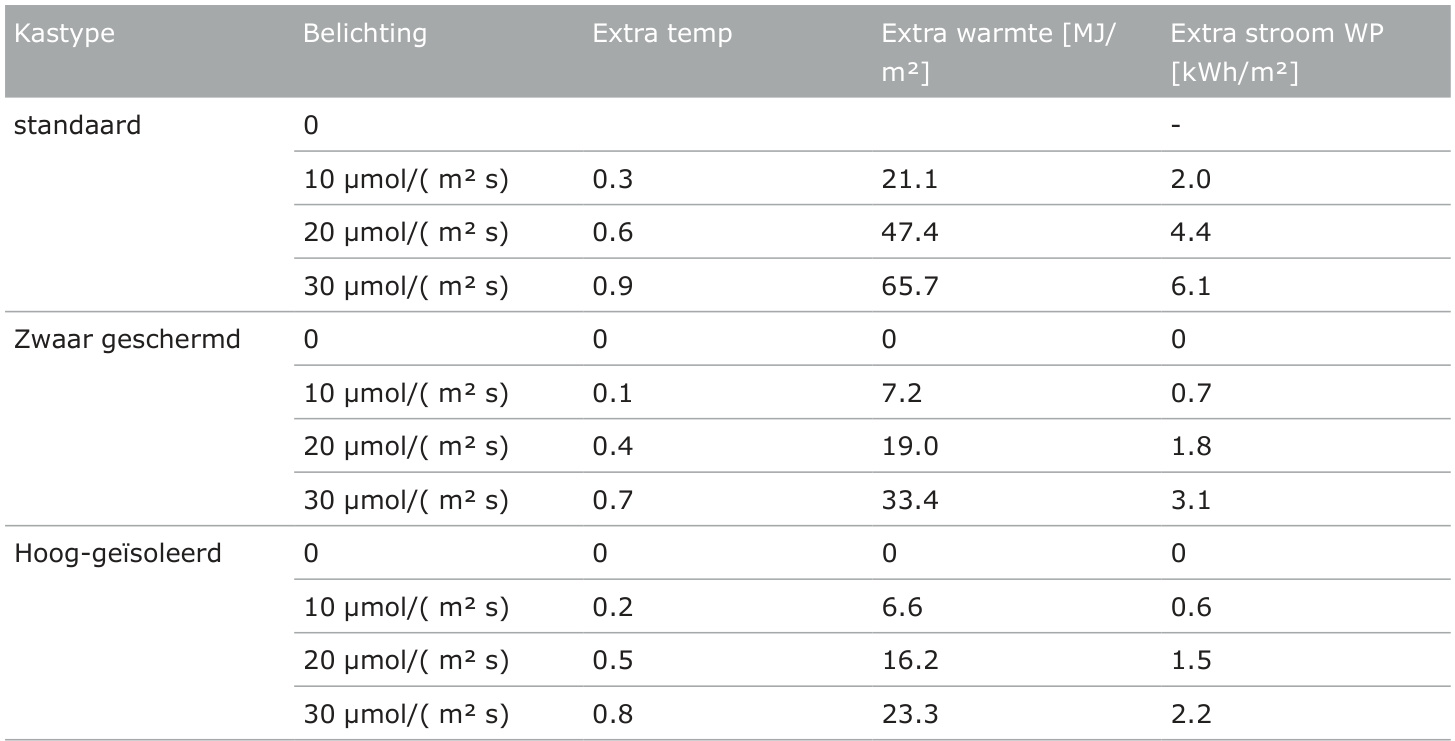 Kastype Belichting Extra temp Extra warmte [MJ/ Extra stroom WP
m²] [kWh/m²]
standaard 0 -
10 µmol/( m² s) 0.3 21.1 2.0
20 µmol/( m² s) 0.6 47.4 4.4
30 µmol/( m² s) 0.9 65.7 6.1
Zwaar geschermd 0 0 0 0
10 µmol/( m² s) 0.1 7.2 0.7
20 µmol/( m² s) 0.4 19.0 1.8
30 µmol/( m² s) 0.7 33.4 3.1
Hoog-geïsoleerd 0 0 0 0
10 µmol/( m² s) 0.2 6.6 0.6
20 µmol/( m² s) 0.5 16.2 1.5
30 µmol/( m² s) 0.8 23.3 2.2